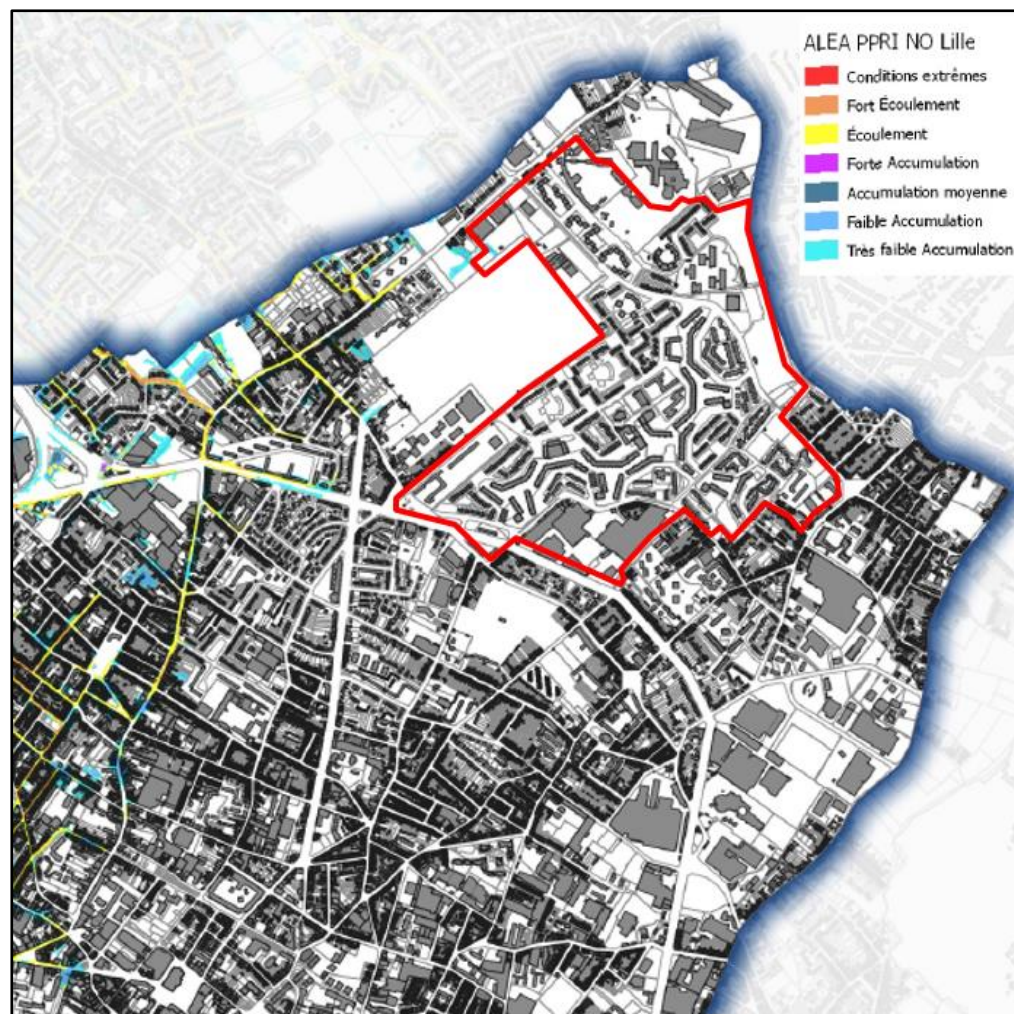 ALEA PPRI NO Lille
Conditions extrêmes
Fort Écoulement
Écoulement
Forte Accumulation
Accumulation moyenne
Faible Accumulation
Très faible Accumulation